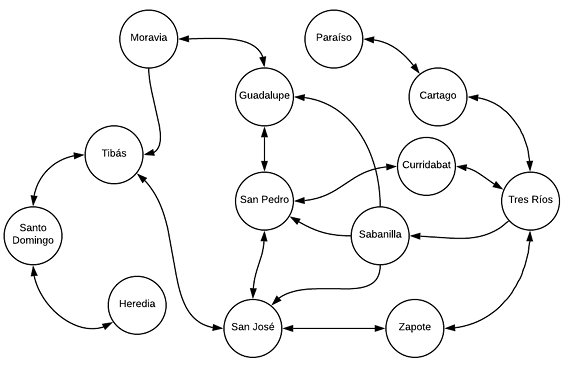 Moravia
Paraíso
Guadalupe
Cartago
Tibás
Curridabat
San Pedro
Tres Ríos
Santo
Domingo
Sabanilla
Heredia
San José
Zapote